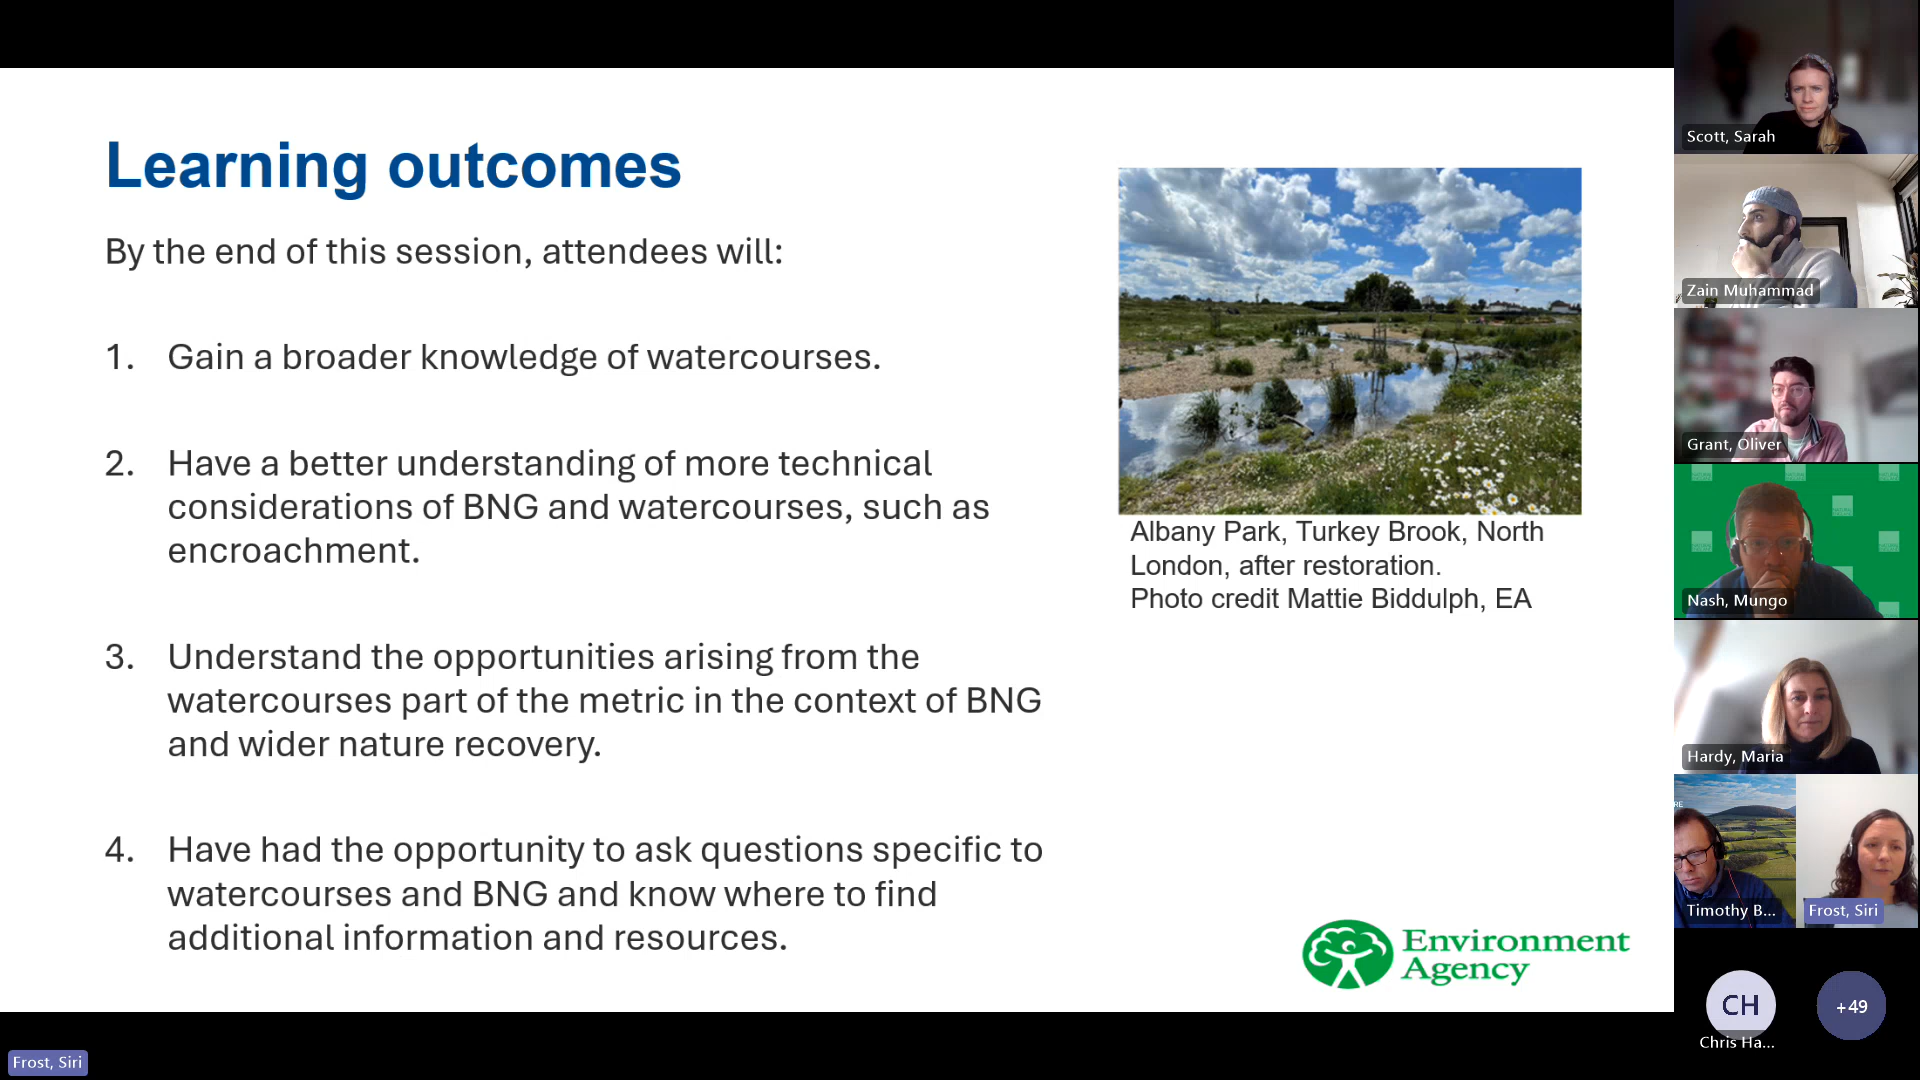 Learning outcomes
By the end of this session, attendees will:
1. Gain a broader knowledge of watercourses.
2. Have a better understanding of more technical
considerations of BNG and watercourses, such as
encroachment.
3. Understand the opportunities arising from the
watercourses part of the metric in the context of BNG
and wider nature recovery.
4. Have had the opportunity to ask questions specific to
watercourses and BNG and know where to find
additional information and resources.
Albany Park, Turkey Brook, North
London, after restoration.
Photo credit Mattie Biddulph, EA
Environment
Agency
Scott, Sarah
Zain Muhammad
Grant, Oliver
Nash, Mungo
Hardy, Maria
RE
Timothy B...
Frost, Siri
CH
+49
Chris Ha...
Frost, Siri